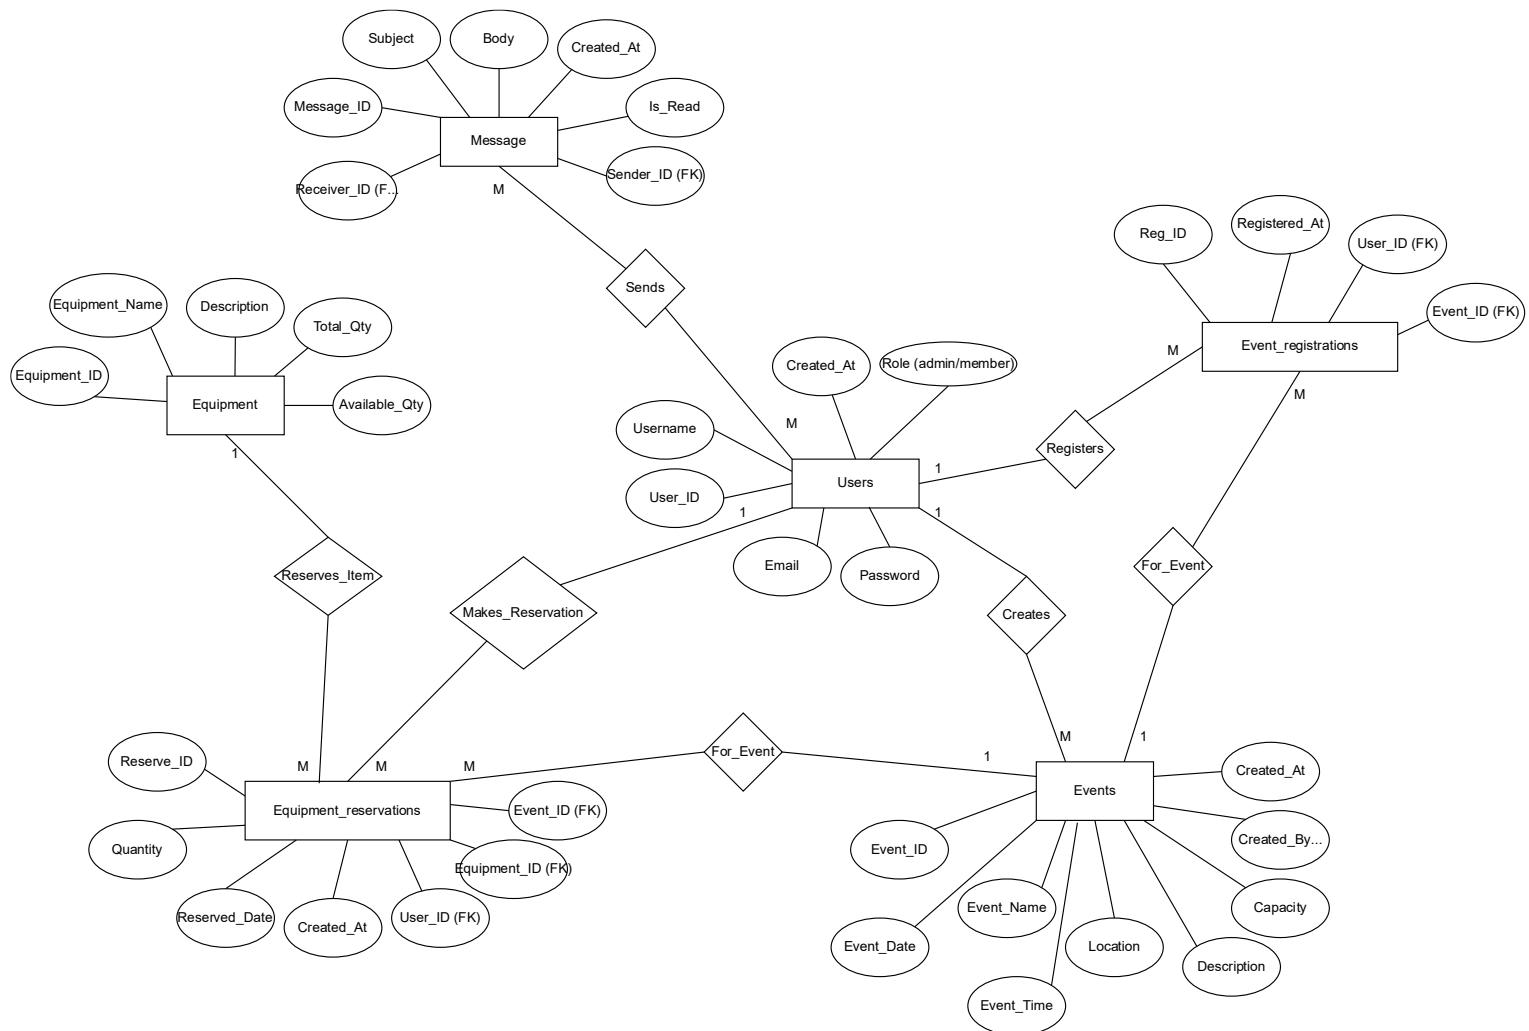 Subject
Body
Created_At
Message_ID
Is_Read
Message
Receiver_ID (F...
Sender_ID (FK)
M
Sends
Reg_ID
Registered_At
User_ID (FK)
Event_ID (FK)
Event_registrations
M
M
Equipment_Name
Description
Total_Qty
Equipment_ID
Equipment
Available_Qty
1
Created_At
Role (admin/member)
Username
M
Users
User_ID
1
1
1
Email
Password
Registers
For_Event
Reserves_Item
Makes_Reservation
Creates
M
M
M
For_Event
1
M
1
Reserve_ID
Equipment_reservations
Event_ID (FK)
Quantity
Equipment_ID (FK)
Reserved_Date
Created_At
User_ID (FK)
Events
Created_At
Created_By...
Event_ID
Capacity
Event_Name
Event_Date
Location
Description
Event_Time